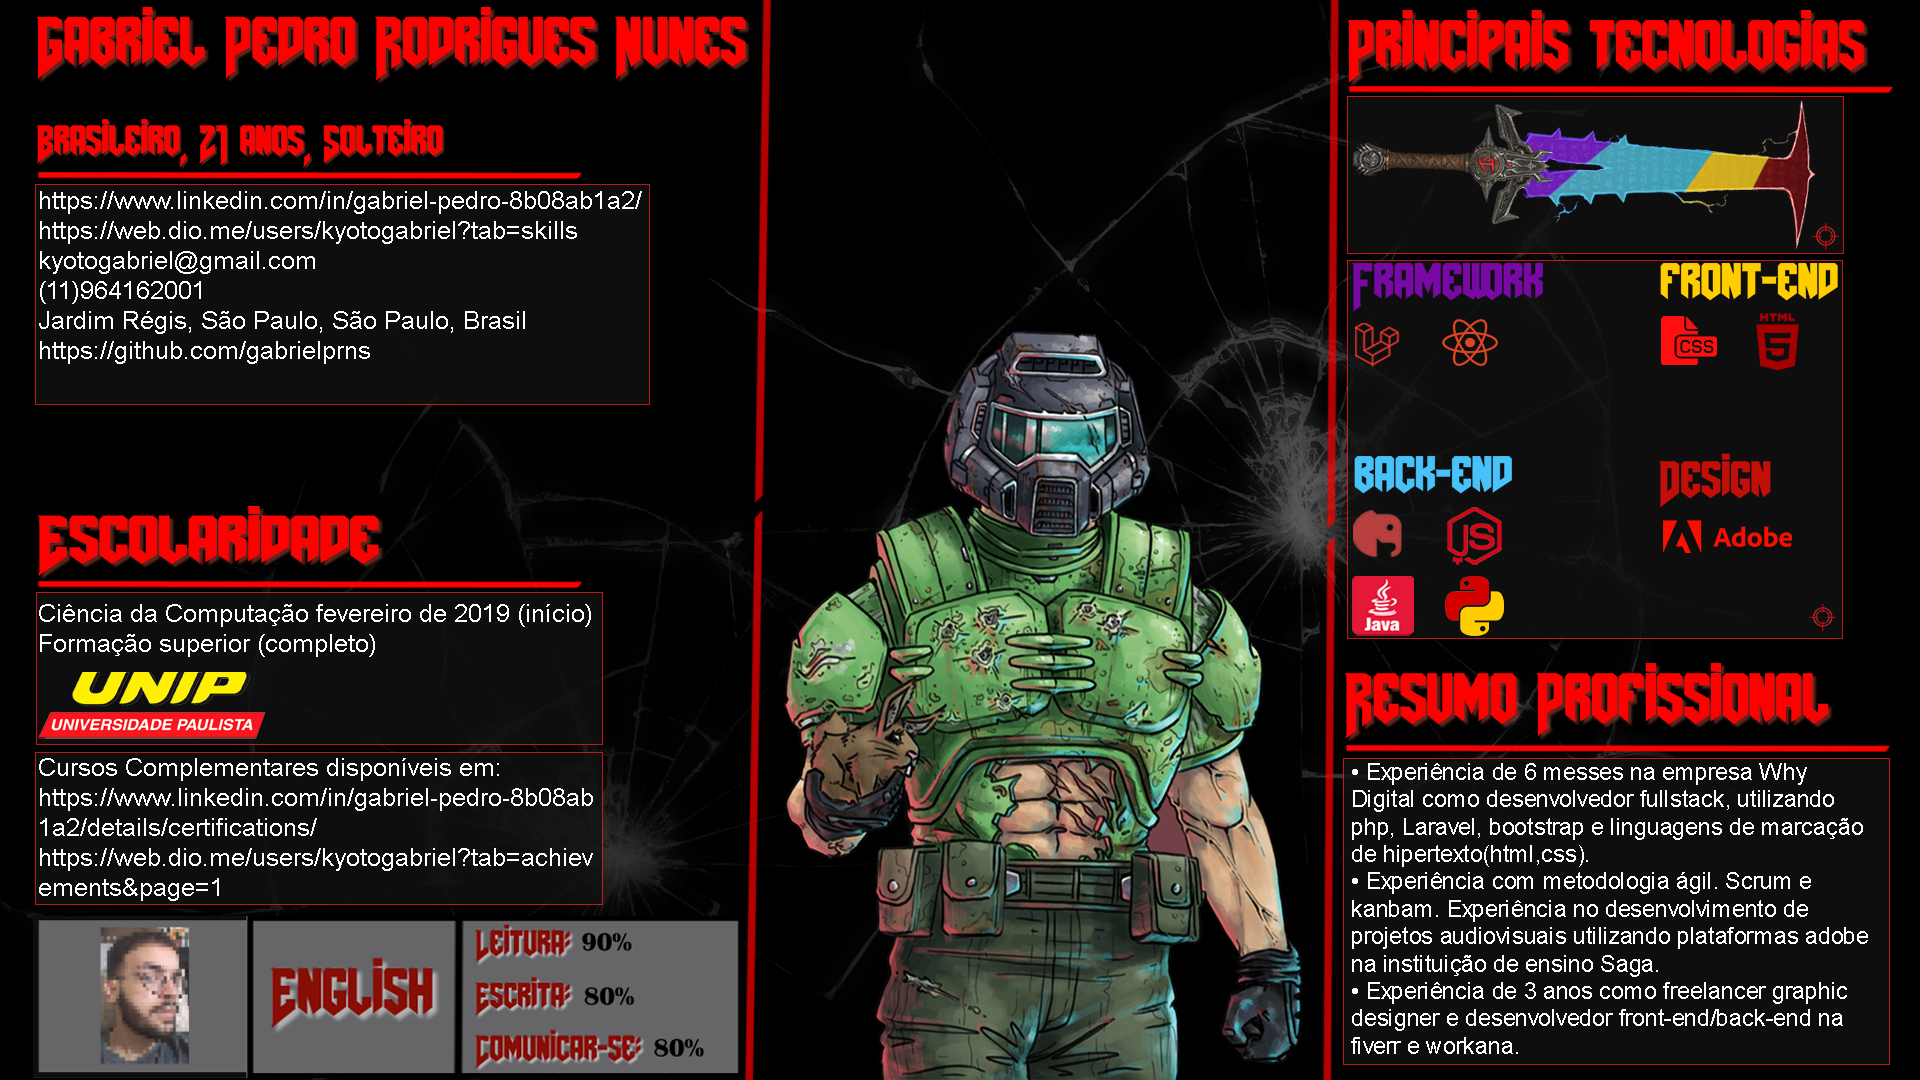 Gabriel Pedro Rodrigues Nunes
Brasileiro, 21 anos, Solteiro
https://www.linkedin.com/in/gabriel-pedro-8b08ab1a2/
https://web.dio.me/users/kyotogabriel?tab=skills
kyotogabriel@gmail.com
(11)964162001
Jardim Régis, São Paulo, São Paulo, Brasil
https://github.com/gabrielprns
Escolaridade
Ciência da Computação fevereiro de 2019 (início)
Formação superior (completo)
UNIP
UNIVERSIDADE PAULISTA
Cursos Complementares disponíveis em:
https://www.linkedin.com/in/gabriel-pedro-8b08ab
1a2/details/certifications/
https://web.dio.me/users/kyotogabriel?tab=achiev
ements&page=1
English
Leitura: 90%
Escrita: 80%
Comunicar-se: 80%
Principais Tecnologias
Framework
Front-end
CSS
HTML
5
Back-end
Design
JS
Adobe
Java
Resumo Profissional
• Experiência de 6 messes na empresa Why
Digital como desenvolvedor fullstack, utilizando
php, Laravel, bootstrap e linguagens de marcação
de hipertexto(html,css).
• Experiência com metodologia ágil. Scrum e
kanbam. Experiência no desenvolvimento de
projetos audiovisuais utilizando plataformas adobe
na instituição de ensino Saga.
• Experiência de 3 anos como freelancer graphic
designer e desenvolvedor front-end/back-end na
fiverr e workana.